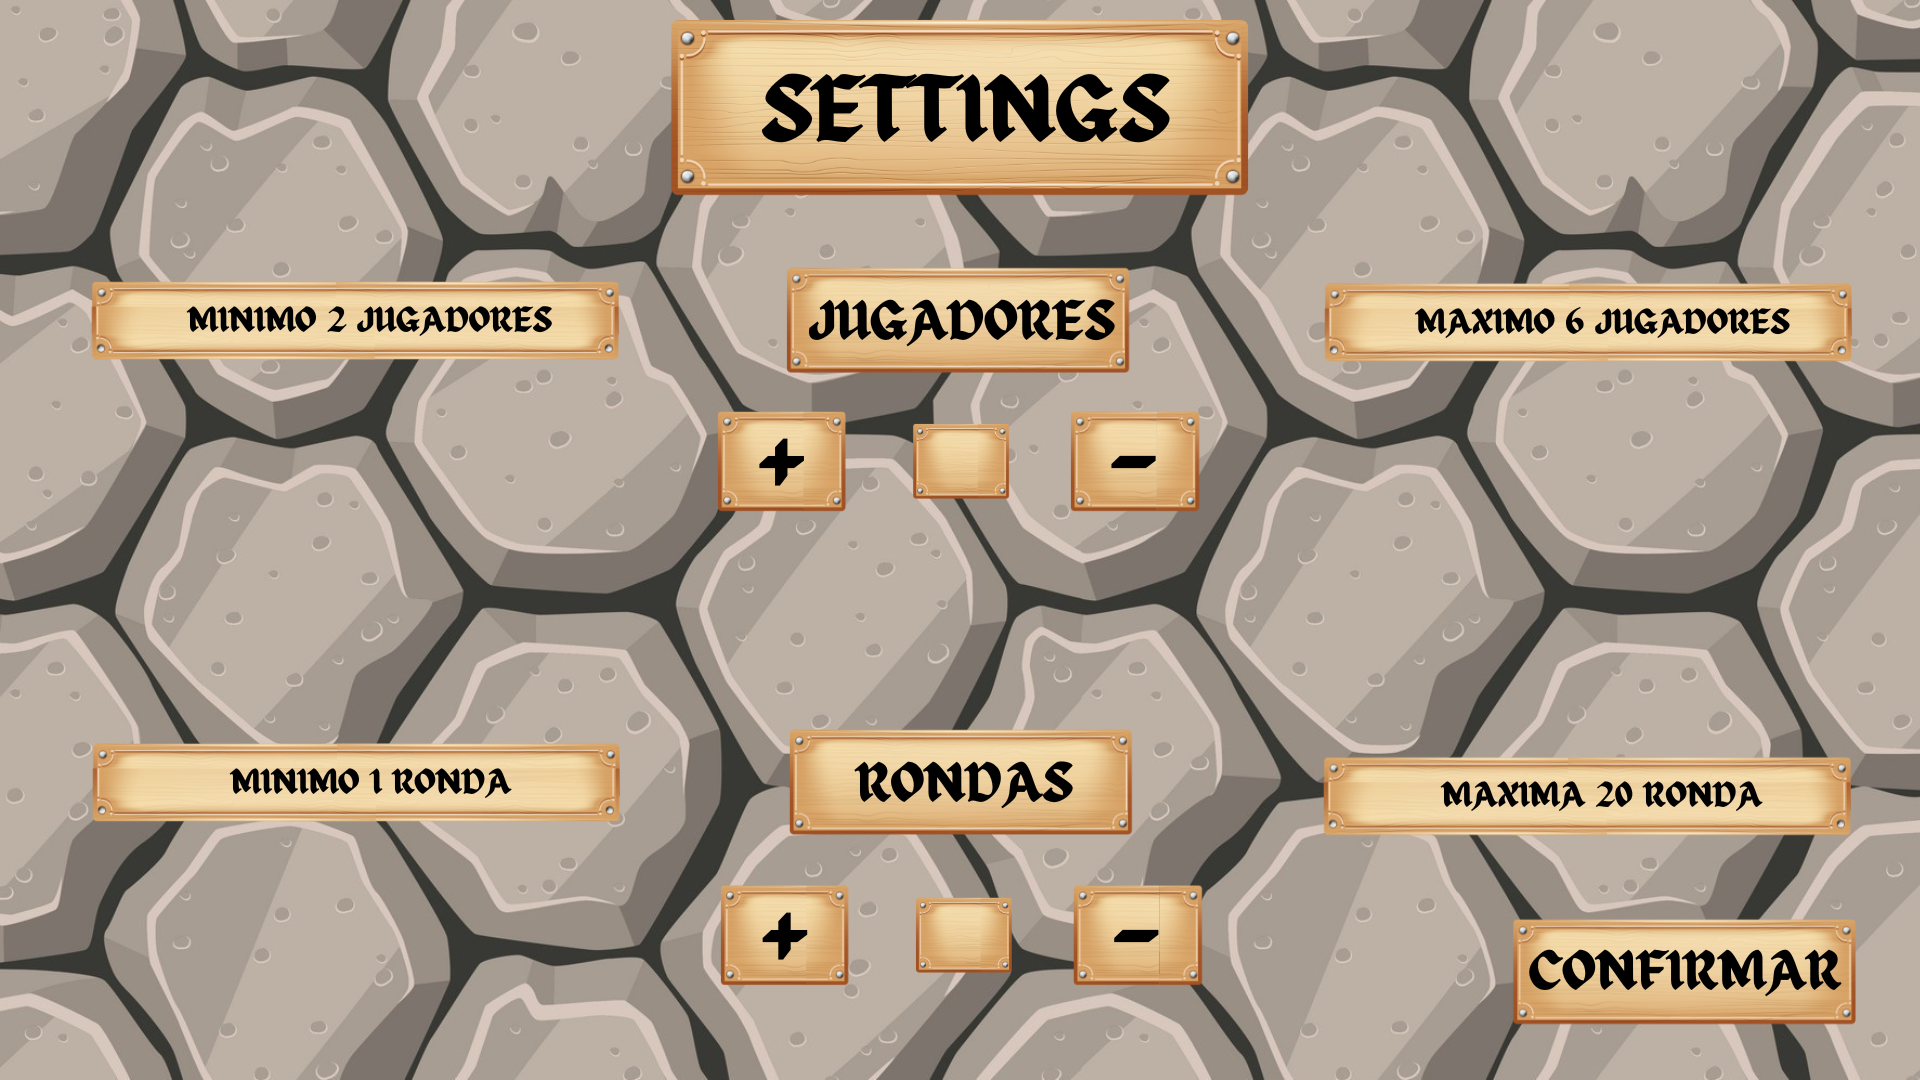 SETTINGS
MINIMO 2 JUGADORES
JUGADORES
MAXIMO 6 JUGADORES
+
-
MINIMO 1 RONDA
RONDAS
MAXIMA 20 RONDA
+
-
CONFIRMAR